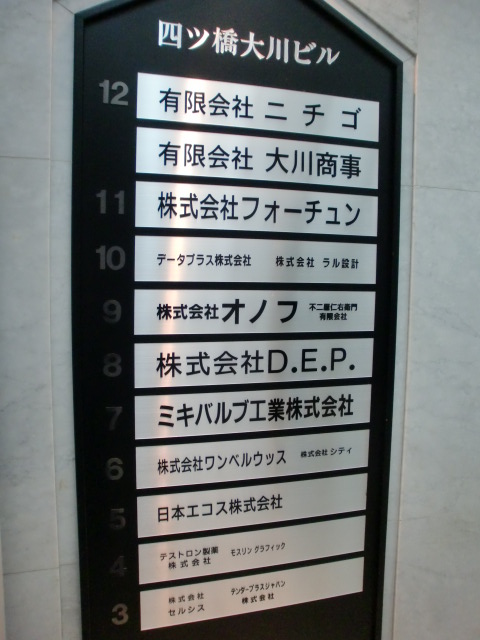 四ツ橋大川ビル
12 有限会社 ニチゴ
有限会社 大川商事
11 株式会社フォーチュン
10 データプラス株式会社 株式会社 ラル設計
9 株式会社オノフ 不二屋仁右衛門 有限会社
8 株式会社D.E.P.
7 ミキバルブ工業株式会社
6 株式会社ワンベルウッス 株式会社シティ
5 日本エコス株式会社
4 テストロン製薬 株式会社 モスリン グラフィック
3 株式会社 セルシス テンダープラスジャパン 株式会社